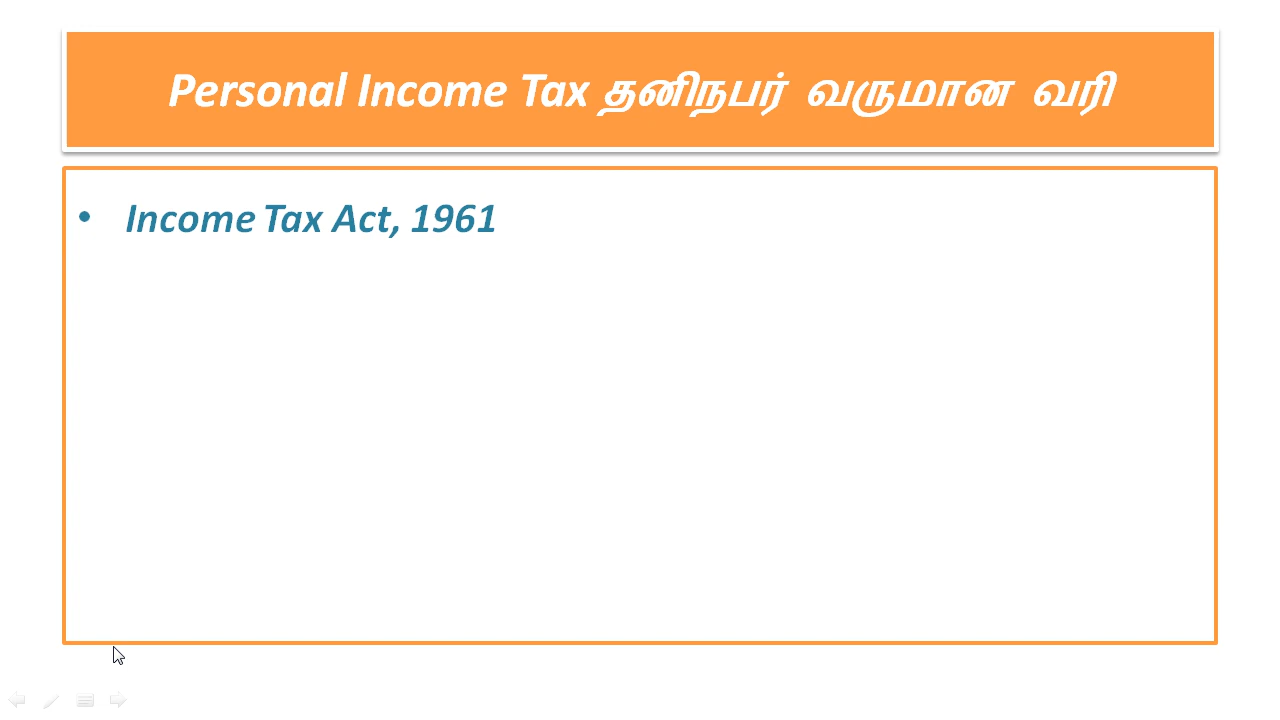 Personal Income Tax தனிநபர் வருமான வரி
• Income Tax Act, 1961